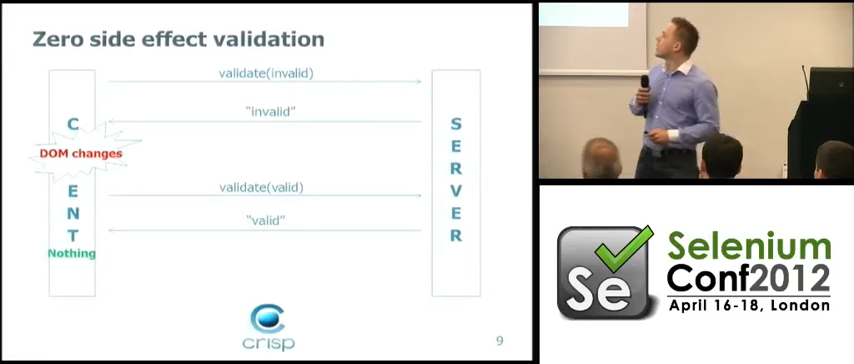 Zero side effect validation
validate(invalid)
"invalid"
C
DOM changes
E
N
T
Nothing
validate(valid)
"valid"
S
E
R
V
E
R
crisp
9
Se
Selenium
Conf2012
April 16-18, London